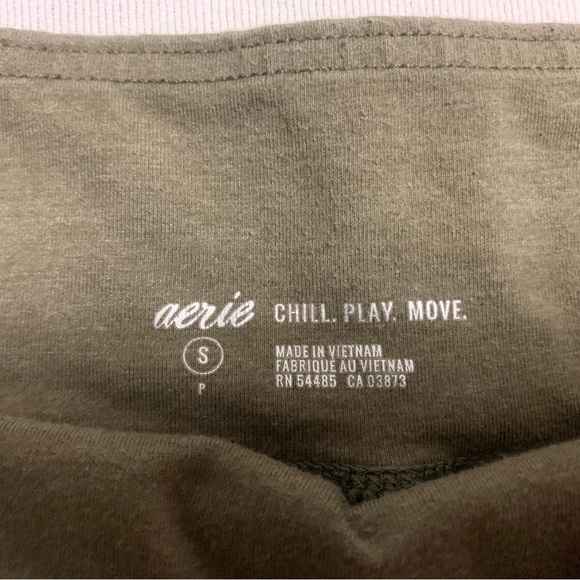 aerie CHILL. PLAY. MOVE.
S
P
MADE IN VIETNAM
FABRIQUÉ AU VIETNAM
RN 54485 CA 03873